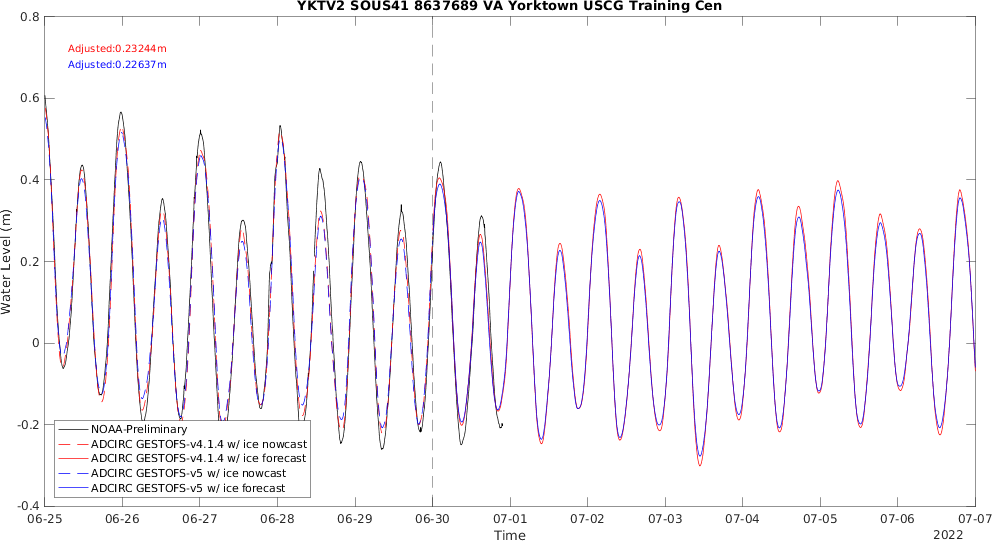 YKTV2 SOUS41 8637689 VA Yorktown USCG Training Cen
Adjusted:0.23244m
Adjusted:0.22637m
Water Level (m)
0.8
0.6
0.4
0.2
0
-0.2
-0.4
NOAA-Preliminary
ADCIRC GESTOFS-v4.1.4 w/ ice nowcast
ADCIRC GESTOFS-v4.1.4 w/ ice forecast
ADCIRC GESTOFS-v5 w/ ice nowcast
ADCIRC GESTOFS-v5 w/ ice forecast
06-25 06-26 06-27 06-28 06-29 06-30 07-01 07-02 07-03 07-04 07-05 07-06 07-07
Time
2022